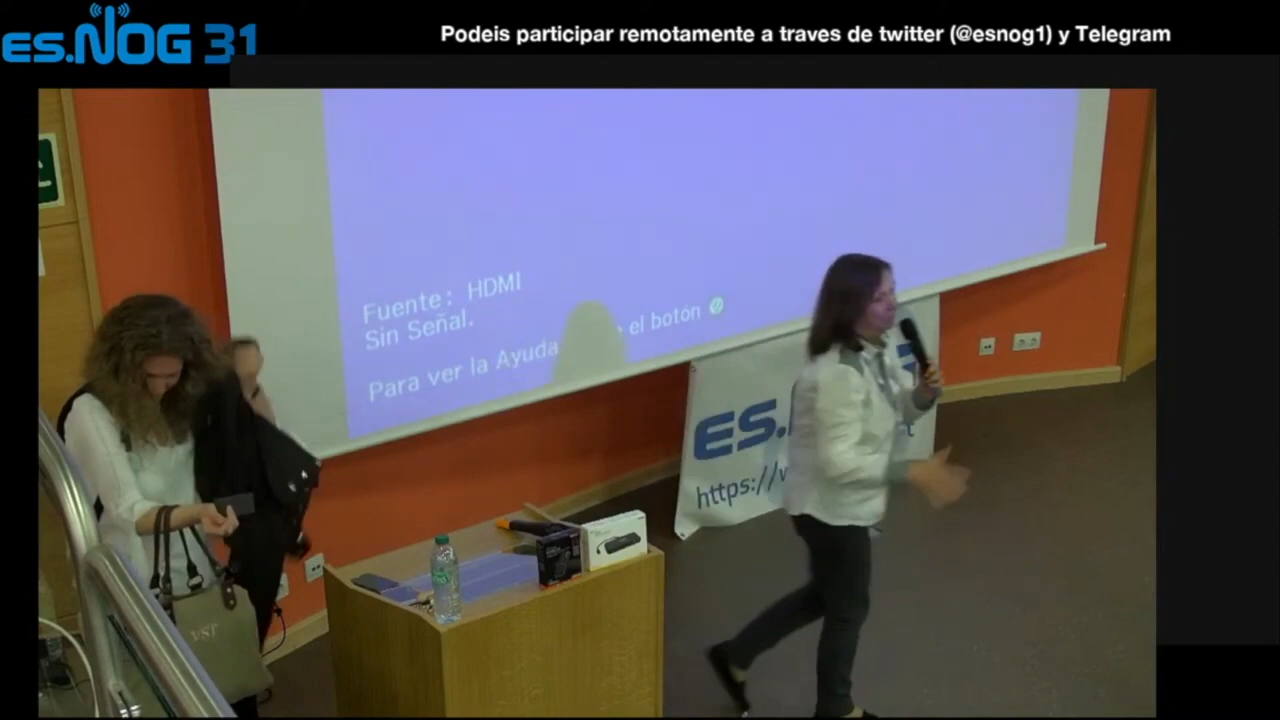 ES.NOG 31
Podeis participar remotamente a traves de twitter (@esnog1) y Telegram
Fuente: HDMI
Sin Señal.
Para ver la Ayuda
el botón
ES.
https://
YSL